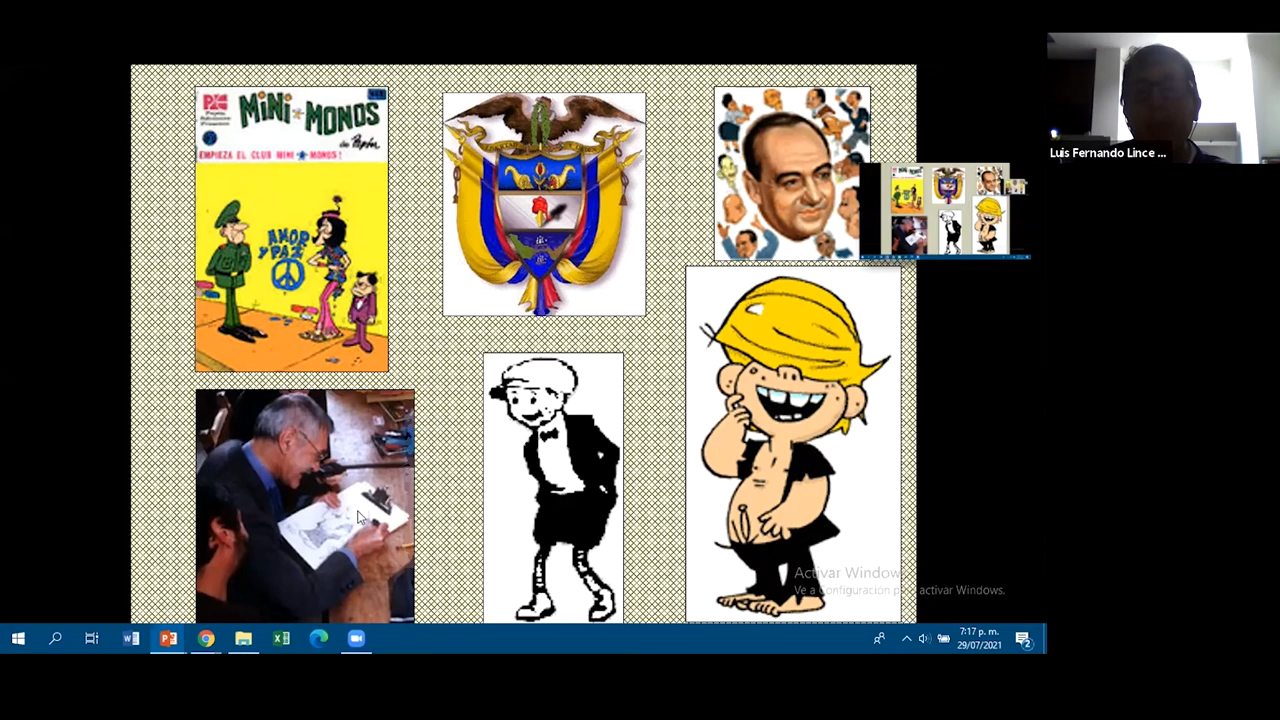 MiNi MONOS
de Pepón
EMPIEZA EL CLUB MINI MONOS!
AMOR
y PAZ
Luis Fernando Lince ...
Activar Windows
Ve a Configuración para activar Windows.
7:17 p. m.
29/07/2021
2